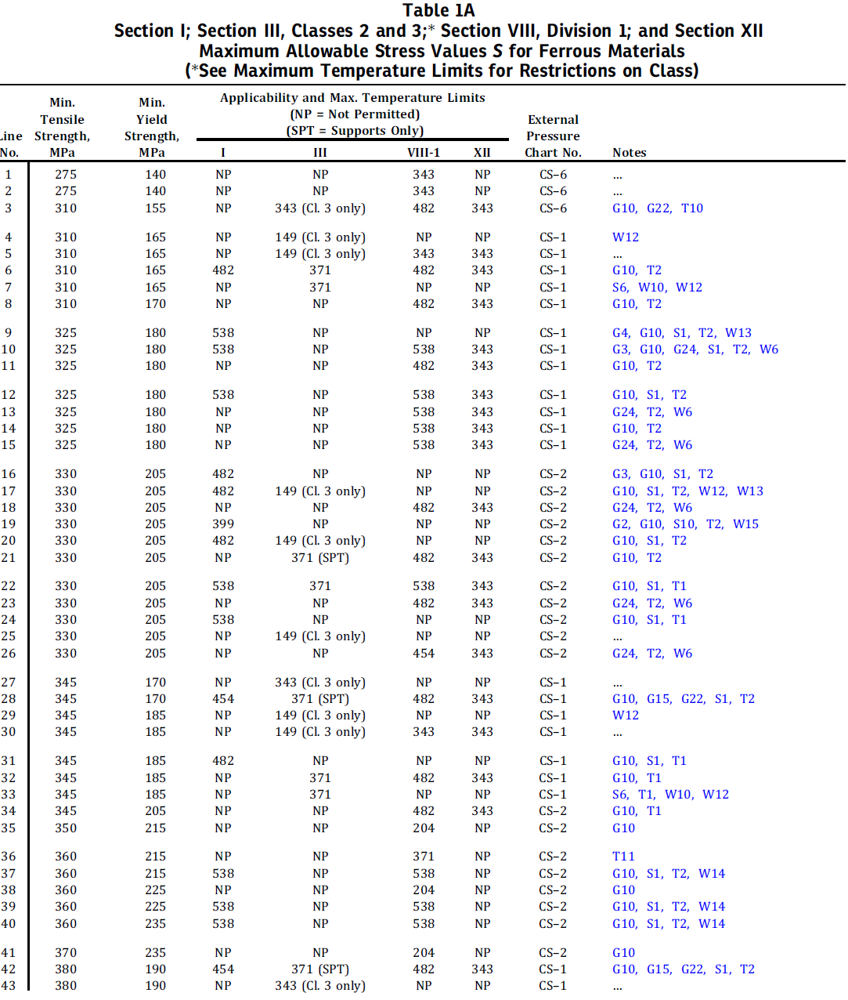 Table 1A
Section I; Section III, Classes 2 and 3;* Section VIII, Division 1; and Section XII
Maximum Allowable Stress Values S for Ferrous Materials
(*See Maximum Temperature Limits for Restrictions on Class)
Min. Min. Applicability and Max. Temperature Limits
Tensile Yield (NP = Not Permitted) External
Line Strength, Strength, (SPT = Supports Only) Pressure
No. MPa MPa I III VIII-1 XII Chart No. Notes
1 275 140 NP NP 343 NP CS–6 ...
2 275 140 NP NP 343 NP CS–6 ...
3 310 155 NP 343 (Cl. 3 only) 482 343 CS–6 G10, G22, T10
4 310 165 NP 149 (Cl. 3 only) NP NP CS–1 W12
5 310 165 NP 149 (Cl. 3 only) 343 343 CS–1 ...
6 310 165 482 371 482 343 CS–1 G10, T2
7 310 165 NP 371 NP NP CS–1 S6, W10, W12
8 310 170 NP NP 482 343 CS–1 G10, T2
9 325 180 538 NP NP NP CS–1 G4, G10, S1, T2, W13
10 325 180 538 NP 538 343 CS–1 G3, G10, G24, S1, T2, W6
11 325 180 NP NP 482 343 CS–1 G10, T2
12 325 180 538 NP 538 343 CS–1 G10, S1, T2
13 325 180 NP NP 538 343 CS–1 G24, T2, W6
14 325 180 NP NP 538 343 CS–1 G10, T2
15 325 180 NP NP 538 343 CS–1 G24, T2, W6
16 330 205 482 NP NP NP CS–2 G3, G10, S1, T2
17 330 205 482 149 (Cl. 3 only) NP NP CS–2 G10, S1, T2, W12, W13
18 330 205 NP NP 482 343 CS–2 G24, T2, W6
19 330 205 399 NP NP NP CS–2 G2, G10, S10, T2, W15
20 330 205 482 149 (Cl. 3 only) NP NP CS–2 G10, S1, T2
21 330 205 NP 371 (SPT) 482 343 CS–2 G10, T2
22 330 205 538 371 538 343 CS–2 G10, S1, T1
23 330 205 NP NP 482 343 CS–2 G24, T2, W6
24 330 205 538 NP NP NP CS–2 G10, S1, T1
25 330 205 NP 149 (Cl. 3 only) NP NP CS–2 ...
26 330 205 NP NP 454 343 CS–2 G24, T2, W6
27 345 170 NP 343 (Cl. 3 only) NP NP CS–1 ...
28 345 170 454 371 (SPT) 482 343 CS–1 G10, G15, G22, S1, T2
29 345 185 NP 149 (Cl. 3 only) NP NP CS–1 W12
30 345 185 NP 149 (Cl. 3 only) 343 343 CS–1 ...
31 345 185 482 NP NP NP CS–1 G10, S1, T1
32 345 185 NP 371 482 343 CS–1 G10, T1
33 345 185 NP 371 NP NP CS–1 S6, T1, W10, W12
34 345 205 NP NP 482 343 CS–2 G10, T1
35 350 215 NP NP 204 NP CS–2 G10
36 360 215 NP NP 371 NP CS–2 T11
37 360 215 538 NP 538 NP CS–2 G10, S1, T2, W14
38 360 225 NP NP 204 NP CS–2 G10
39 360 225 538 NP 538 NP CS–2 G10, S1, T2, W14
40 360 235 538 NP 538 NP CS–2 G10, S1, T2, W14
41 370 235 NP NP 204 NP CS–2 G10
42 380 190 454 371 (SPT) 482 343 CS–1 G10, G15, G22, S1, T2
43 380 190 NP 343 (Cl. 3 only) NP NP CS–1 ...